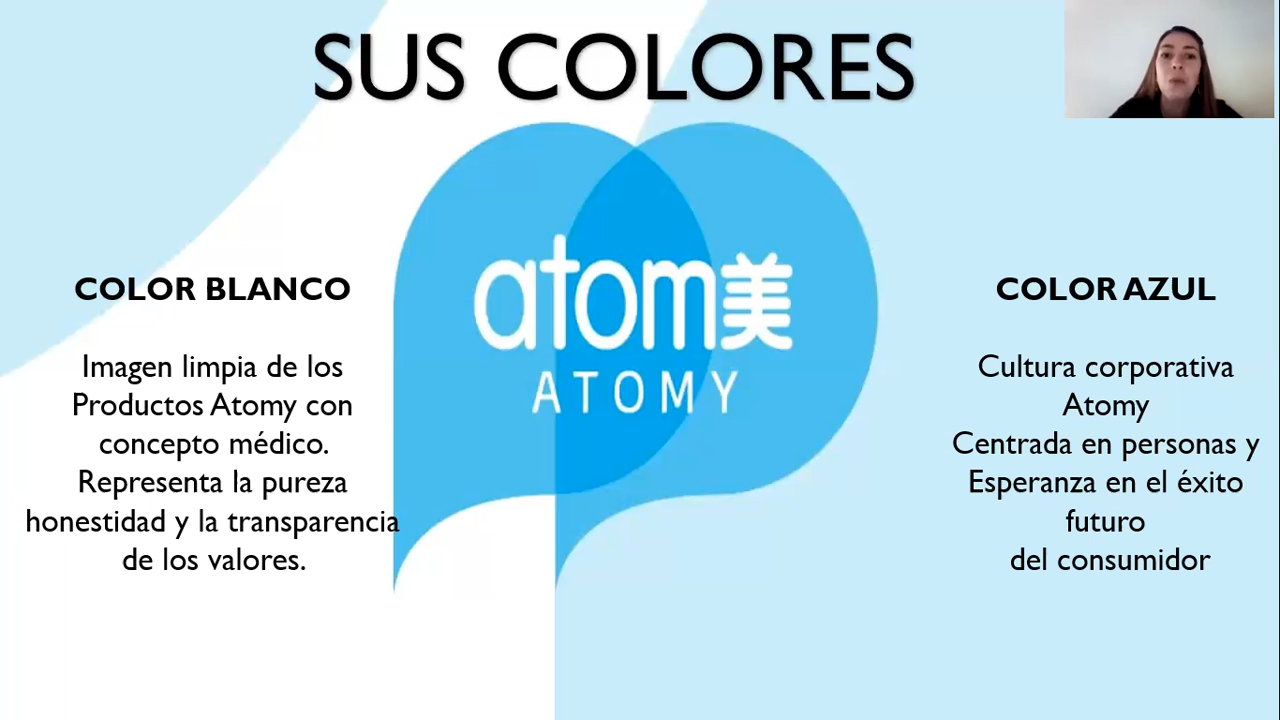 SUS COLORES
atom美
ATOMY
COLOR BLANCO
Imagen limpia de los
Productos Atomy con
concepto médico.
Representa la pureza
honestidad y la transparencia
de los valores.
COLOR AZUL
Cultura corporativa
Atomy
Centrada en personas y
Esperanza en el éxito
futuro
del consumidor